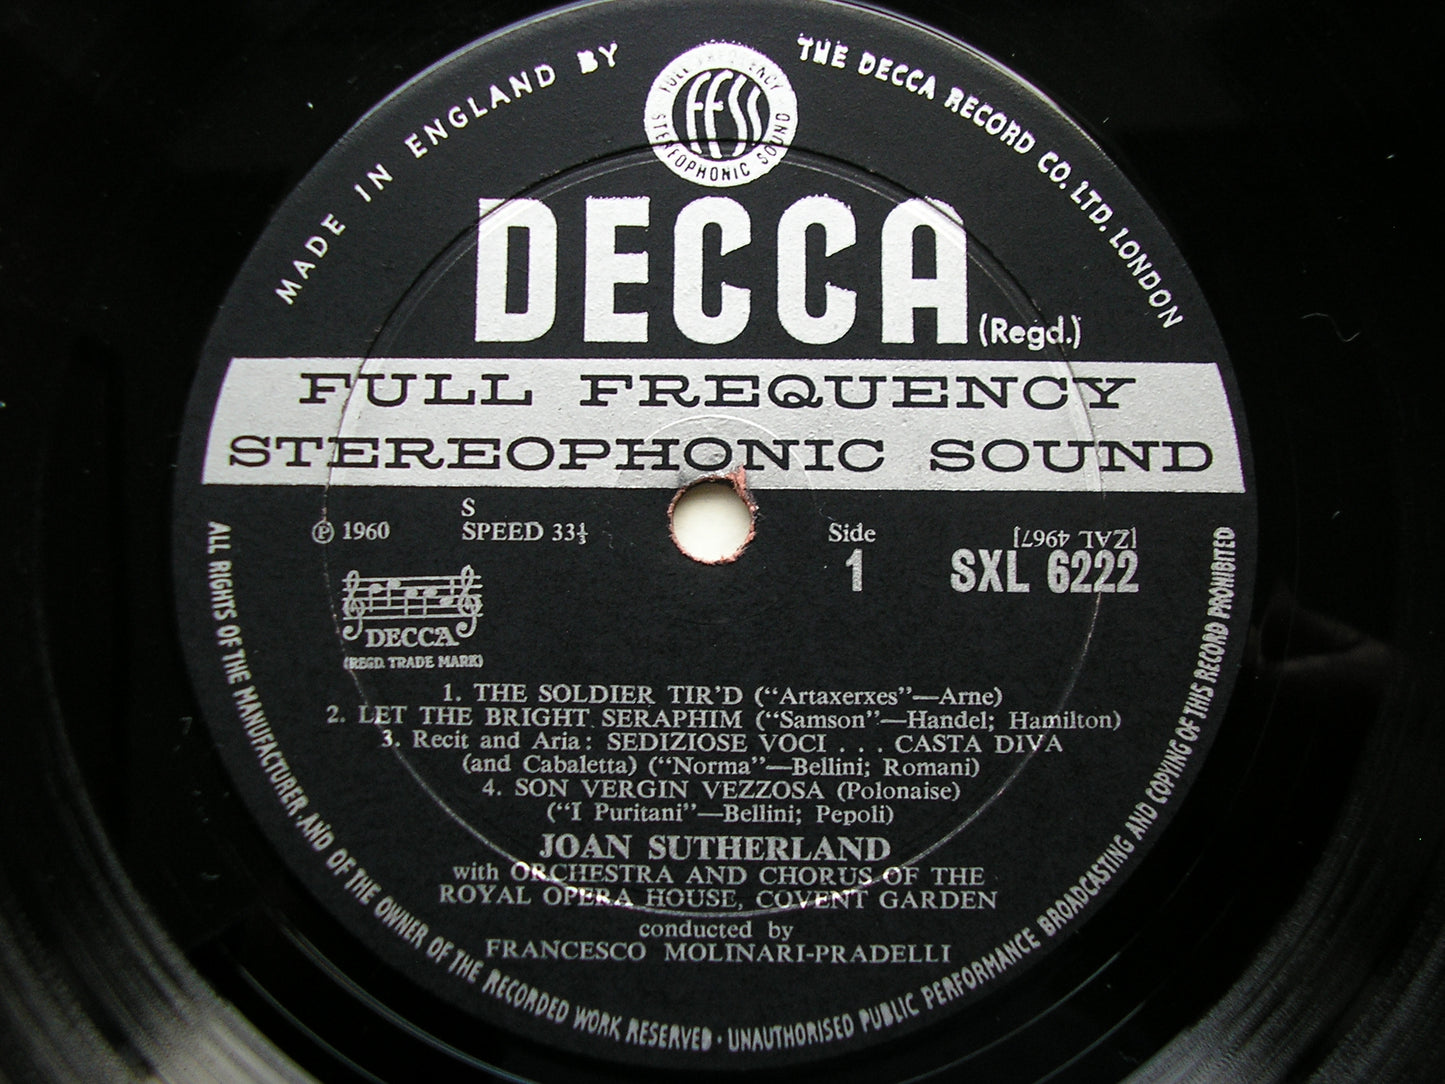 MADE IN ENGLAND BY THE DECCA RECORD CO. LTD. LONDON
FULL FREQUENCY
FFSS
STEREOPHONIC SOUND
DECCA
(Regd.)
FULL FREQUENCY
STEREOPHONIC SOUND
℗ 1960
S
SPEED 33⅓
Side
1
[ZAL 4967]
SXL 6222
DECCA
(REGD. TRADE MARK)
1. THE SOLDIER TIR'D (“Artaxerxes”—Arne)
2. LET THE BRIGHT SERAPHIM (“Samson”—Handel; Hamilton)
3. Recit and Aria: SEDIZIOSE VOCI . . . CASTA DIVA
(and Cabaletta) (“Norma”—Bellini; Romani)
4. SON VERGIN VEZZOSA (Polonaise)
(“I Puritani”—Bellini; Pepoli)
JOAN SUTHERLAND
with ORCHESTRA AND CHORUS OF THE
ROYAL OPERA HOUSE, COVENT GARDEN
conducted by
FRANCESCO MOLINARI-PRADELLI
ALL RIGHTS OF THE MANUFACTURER AND OF THE OWNER OF THE RECORDED WORK RESERVED · UNAUTHORISED PUBLIC PERFORMANCE BROADCASTING AND COPYING OF THIS RECORD PROHIBITED